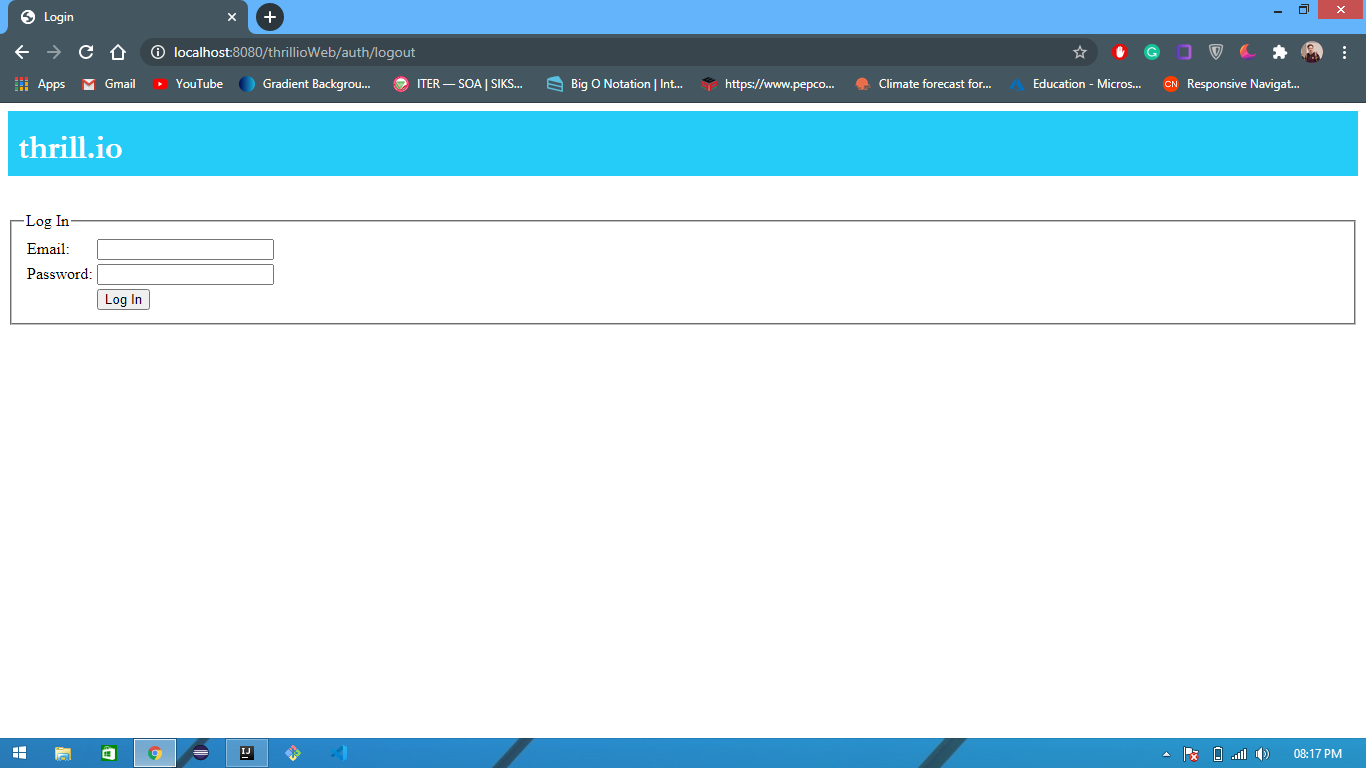 Login
localhost:8080/thrillioWeb/auth/logout
Apps Gmail YouTube Gradient Backgrou... ITER — SOA | SIKS... Big O Notation | Int... https://www.pepco... Climate forecast for... Education - Micros... CN Responsive Navigat...
thrill.io
Log In
Email:
Password:
Log In
IJ
08:17 PM